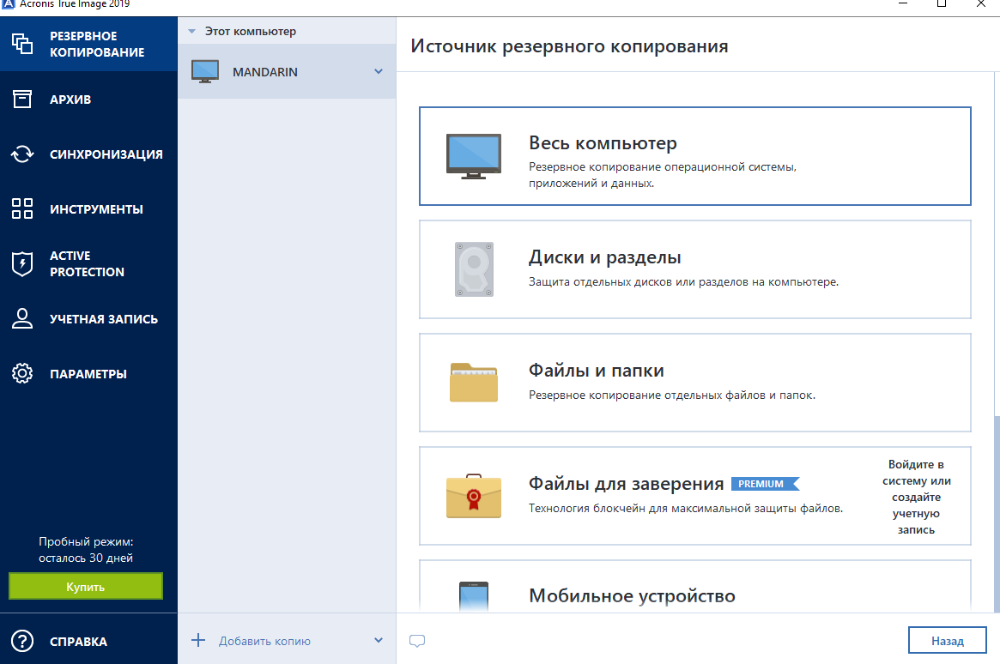 Acronis True Image 2019
РЕЗЕРВНОЕ
КОПИРОВАНИЕ
АРХИВ
СИНХРОНИЗАЦИЯ
ИНСТРУМЕНТЫ
ACTIVE
PROTECTION
УЧЕТНАЯ ЗАПИСЬ
ПАРАМЕТРЫ
Пробный режим:
осталось 30 дней
Купить
СПРАВКА
Этот компьютер
MANDARIN
Добавить копию
Источник резервного копирования
Весь компьютер
Резервное копирование операционной системы,
приложений и данных.
Диски и разделы
Защита отдельных дисков или разделов на компьютере.
Файлы и папки
Резервное копирование отдельных файлов и папок.
Файлы для заверения PREMIUM
Технология блокчейн для максимальной защиты файлов.
Войдите в
систему или
создайте
учетную
запись
Мобильное устройство
Назад